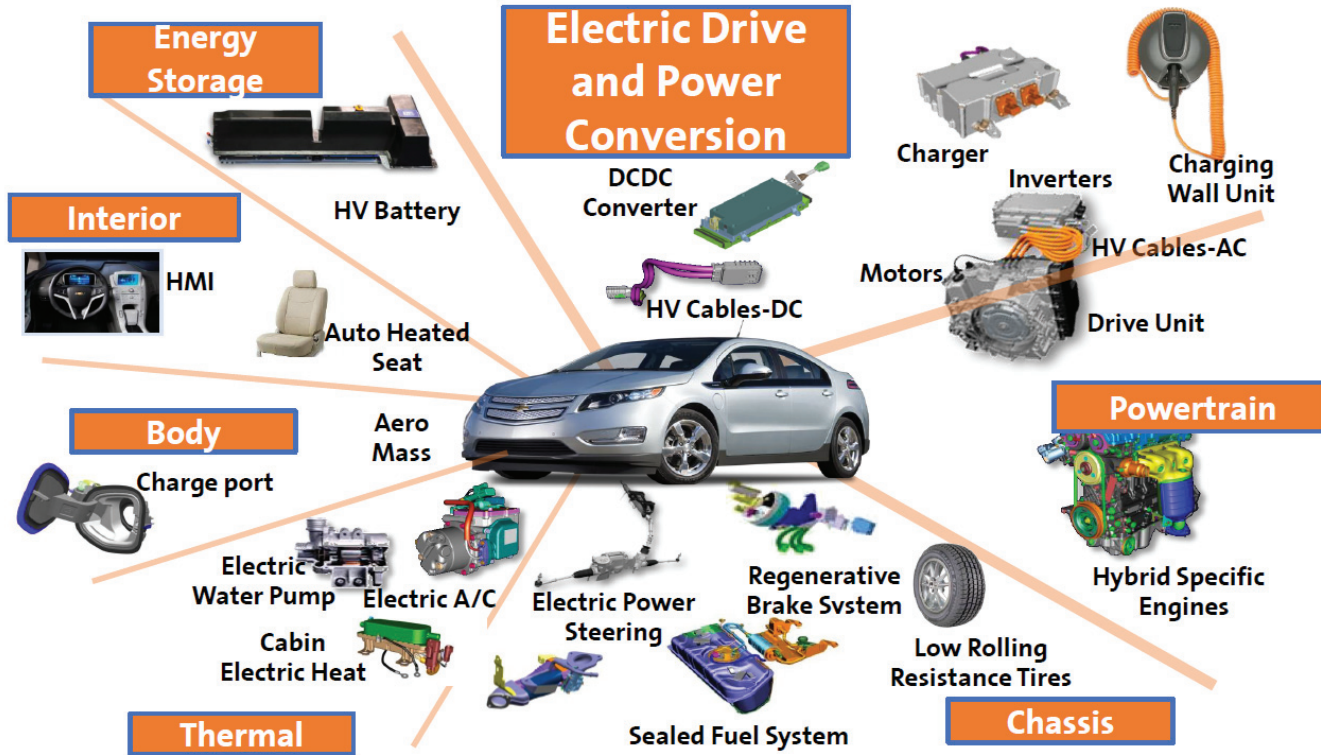 Energy
Storage
Electric Drive
and Power
Conversion
Charger
Charging
Wall Unit
HV Battery
DCDC
Converter
Inverters
HV Cables-AC
Motors
Drive Unit
HV Cables-DC
Interior
HMI
Auto Heated
Seat
Body
Aero
Mass
Charge port
Powertrain
Hybrid Specific
Engines
Electric
Water Pump
Electric A/C
Cabin
Electric Heat
Thermal
Electric Power
Steering
Regenerative
Brake System
Low Rolling
Resistance Tires
Sealed Fuel System
Chassis